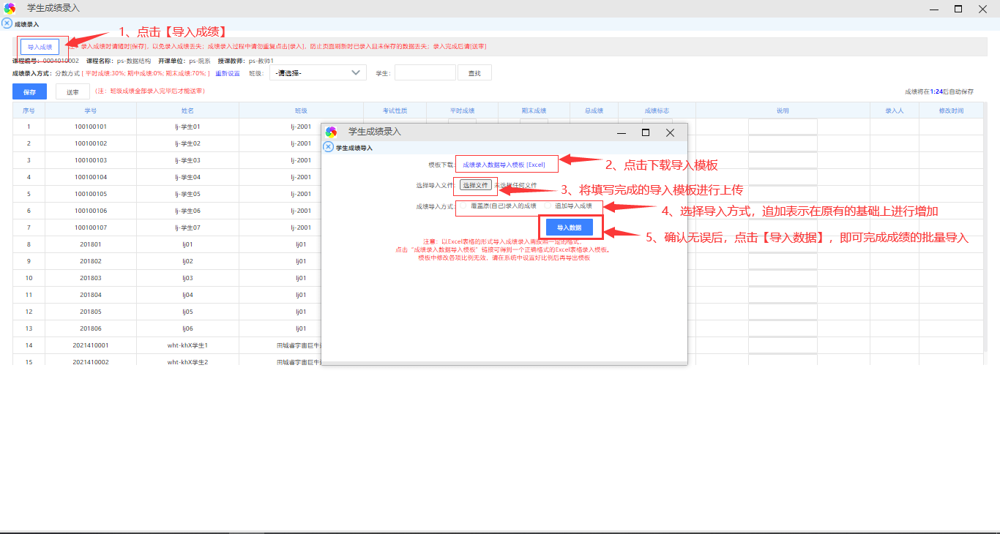 学生成绩录入
成绩录入
1、点击【导入成绩】
导入成绩
录入成绩时请随时[保存]，以免录入成绩丢失；成绩录入过程中请勿重复点击[录入]，防止页面刷新时已录入且未保存的数据丢失；录入完成后请[送审]
课程编号：0004010002 课程名称：ps-数据结构 开课单位：ps-院系 授课教师：ps-教师1
成绩录入方式：分数方式 [ 平时成绩:30%; 期中成绩:0%; 期末成绩:70%; ] 重新设置 班级： -请选择- 学生： 查找
保存 送审 （注：班级成绩全部录入完毕后才能送审） 成绩将在1:24后自动保存
序号 学号 姓名 班级 考试性质 平时成绩 期末成绩 总成绩 成绩标志 说明 录入人 修改时间
1 100100101 lj-学生01 lj-2001
2 100100102 lj-学生02 lj-2001
3 100100103 lj-学生03 lj-2001
4 100100104 lj-学生04 lj-2001
5 100100105 lj-学生05 lj-2001
6 100100106 lj-学生06 lj-2001
7 100100107 lj-学生07 lj-2001
8 201801 lj01 lj01
9 201802 lj02 lj01
10 201803 lj03 lj01
11 201804 lj04 lj01
12 201805 lj05 lj01
13 201806 lj06 lj01
14 2021410001 wht-khX学生1 田城睿宇宙巨牛
15 2021410002 wht-khX学生2 田城睿宇宙巨牛
学生成绩录入
学生成绩导入
模板下载： 成绩录入数据导入模板 [Excel]
2、点击下载导入模板
选择导入文件： 选择文件 未选择任何文件
3、将填写完成的导入模板进行上传
成绩导入方式： 覆盖原(自己)录入的成绩 追加导入成绩
4、选择导入方式，追加表示在原有的基础上进行增加
导入数据
5、确认无误后，点击【导入数据】，即可完成成绩的批量导入
注意：以Excel表格的形式导入成绩录入需按照一定的格式，
点击“成绩录入数据导入模板”链接可得到一个正确格式的Excel表格录入模板。
模板中修改各项比例无效，请在系统中设置好比例后再导出模板